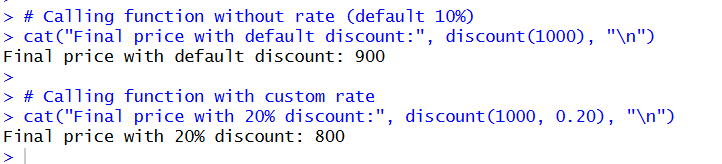 > # Calling function without rate (default 10%)
> cat("Final price with default discount:", discount(1000), "\n")
Final price with default discount: 900
>
> # Calling function with custom rate
> cat("Final price with 20% discount:", discount(1000, 0.20), "\n")
Final price with 20% discount: 800
>